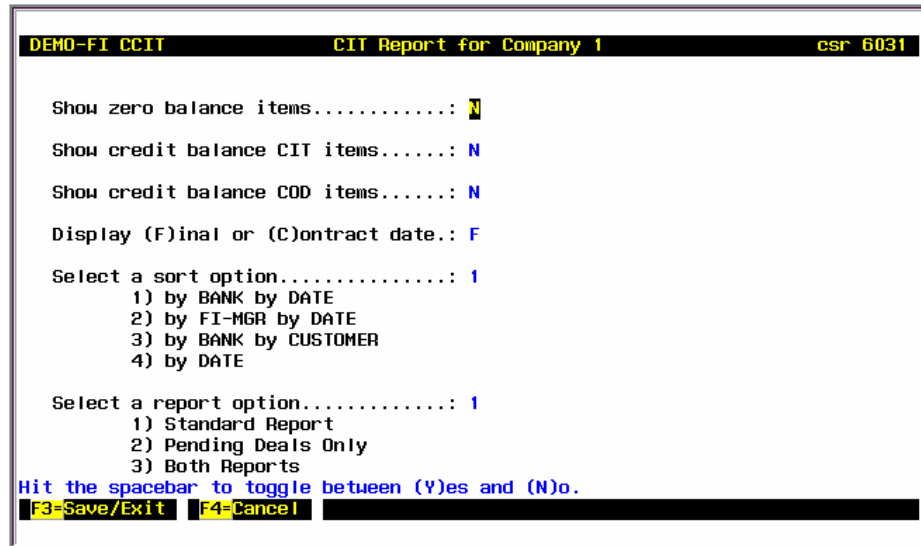 DEMO-FI CCIT CIT Report for Company 1 csr 6031
Show zero balance items............: N
Show credit balance CIT items......: N
Show credit balance COD items......: N
Display (F)inal or (C)ontract date.: F
Select a sort option...............: 1
1) by BANK by DATE
2) by FI-MGR by DATE
3) by BANK by CUSTOMER
4) by DATE
Select a report option.............: 1
1) Standard Report
2) Pending Deals Only
3) Both Reports
Hit the spacebar to toggle between (Y)es and (N)o.
F3=Save/Exit F4=Cancel